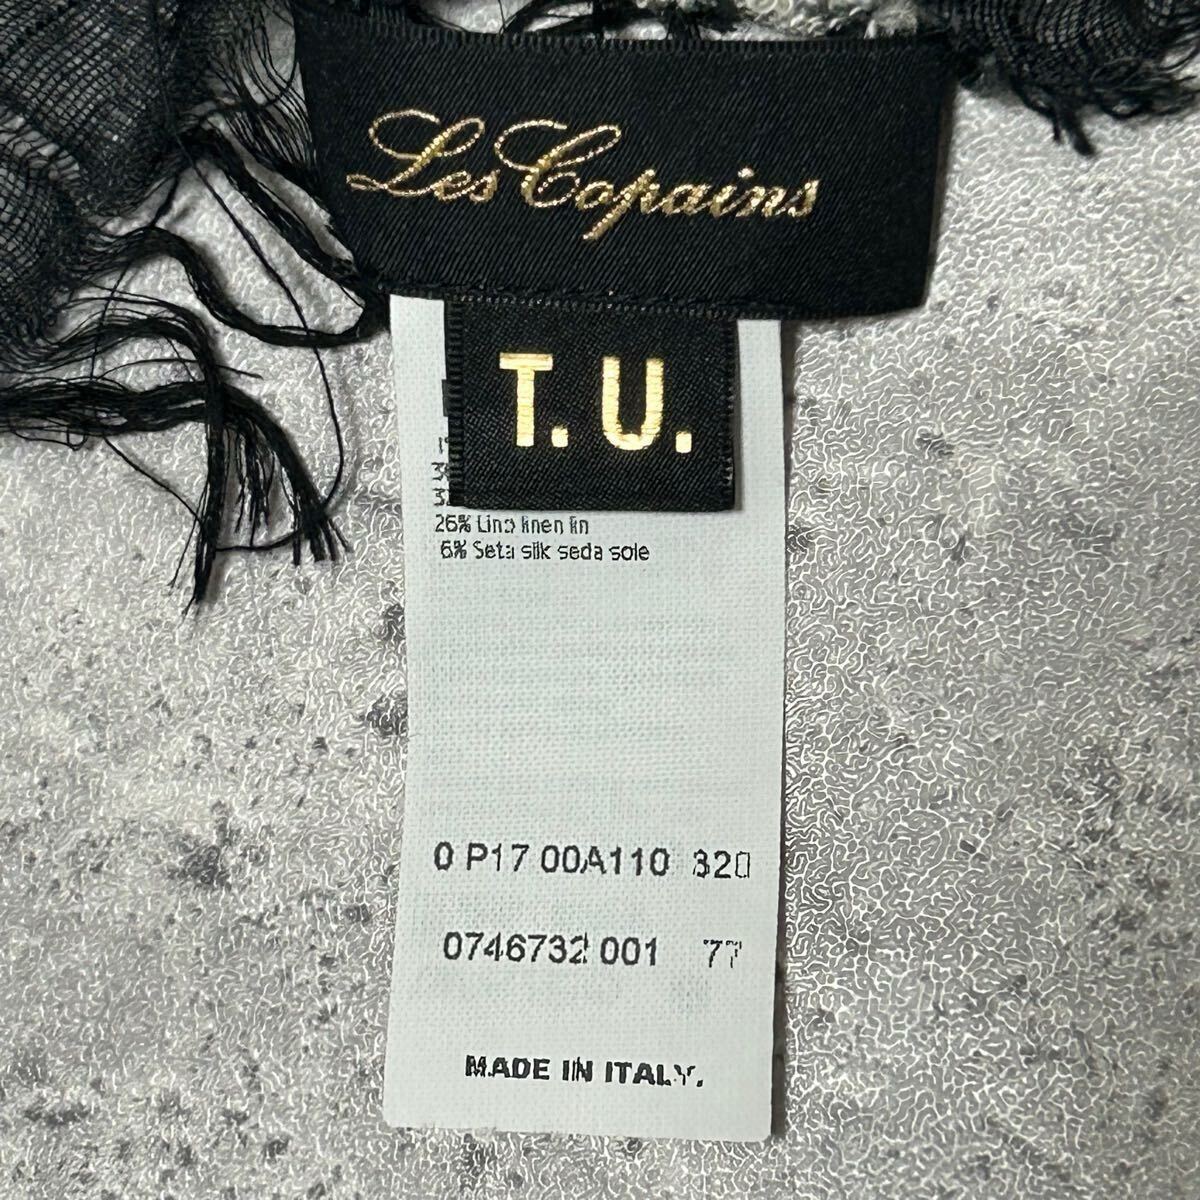 Les Copains
T. U.
26% Lino linen lin
6% Seta silk seda soie
0 P17 00A110 320
0746732 001 77
MADE IN ITALY.